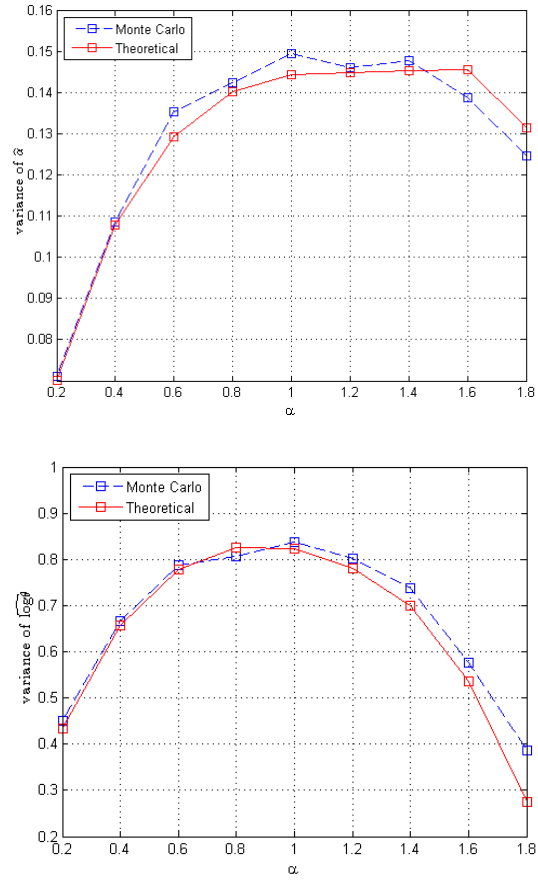 0.16
0.15
0.14
0.13
0.12
0.11
0.1
0.09
0.08
variance of α̂
Monte Carlo
Theoretical
0.2 0.4 0.6 0.8 1 1.2 1.4 1.6 1.8
α
1
0.9
0.8
0.7
0.6
0.5
0.4
0.3
0.2
variance of log θ
Monte Carlo
Theoretical
0.2 0.4 0.6 0.8 1 1.2 1.4 1.6 1.8
α